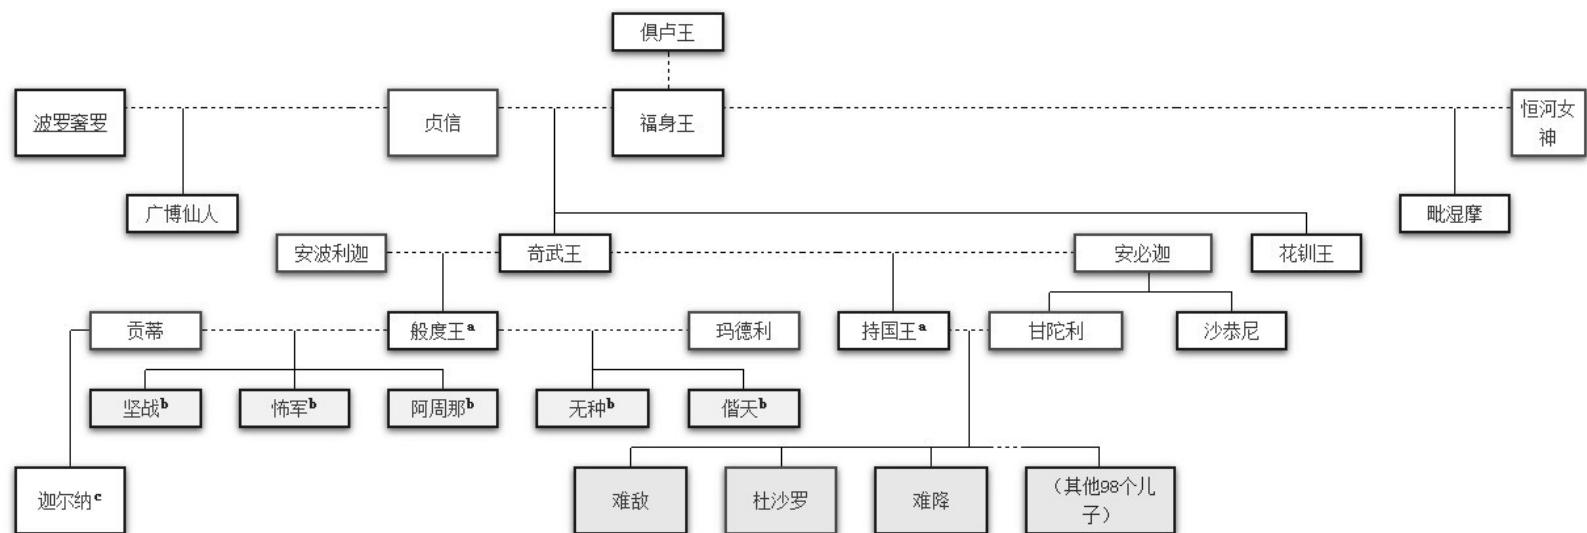 俱卢王
波罗奢罗
贞信
福身王
恒河女
神
广博仙人
毗湿摩
安波利迦
奇武王
安必迦
花钏王
贡蒂
般度王a
玛德利
持国王a
甘陀利
沙恭尼
坚战b
怖军b
阿周那b
无种b
偕天b
迦尔纳c
难敌
杜沙罗
难降
（其他98个儿
子）